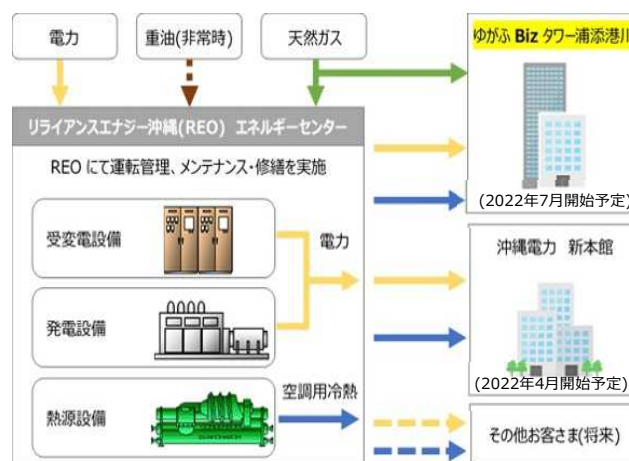 電力
重油(非常時)
天然ガス
ゆがふ Biz タワー浦添港川
リライアンスエナジー沖縄(REO) エネルギーセンター
REO にて運転管理、メンテナンス・修繕を実施
(2022年7月開始予定)
受変電設備
電力
沖縄電力 新本館
発電設備
(2022年4月開始予定)
空調用冷熱
熱源設備
その他お客さま(将来)